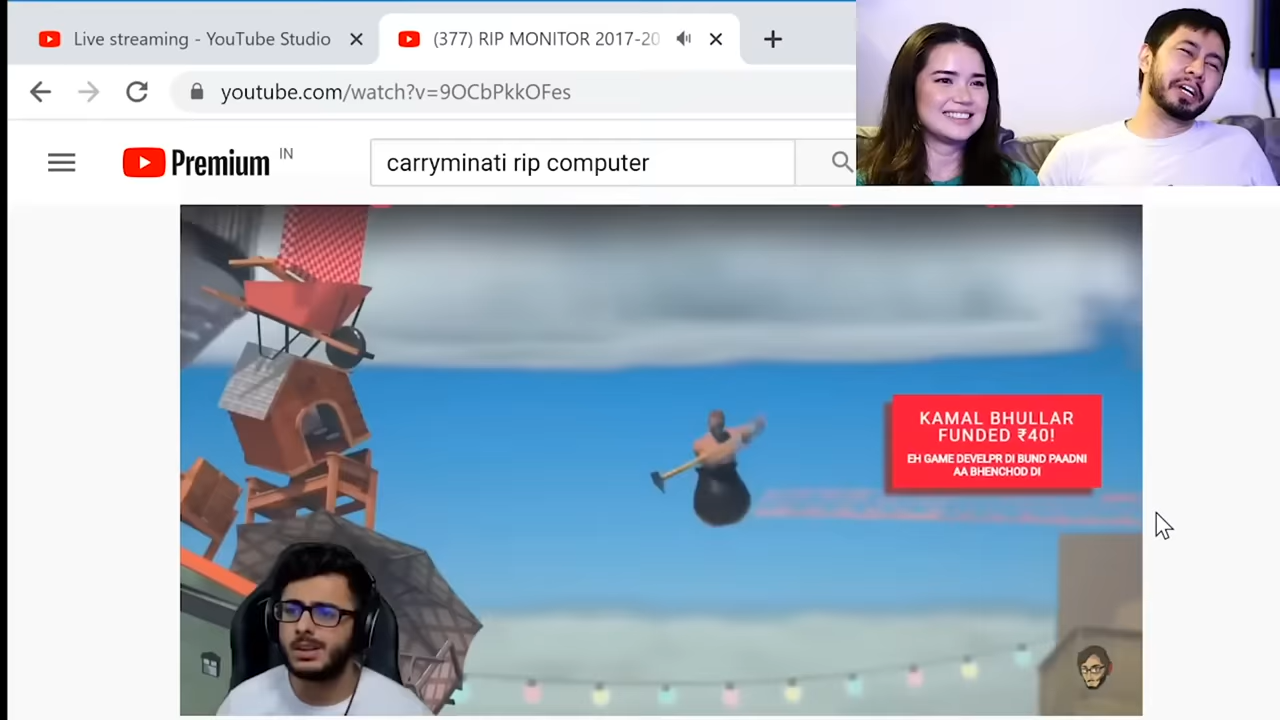 Live streaming - YouTube Studio
(377) RIP MONITOR 2017-20
youtube.com/watch?v=9OCbPkkOFes
Premium IN
carryminati rip computer
KAMAL BHULLAR
FUNDED ₹40!
EH GAME DEVELPR DI BUND PAADNI
AA BHENCHOD DI